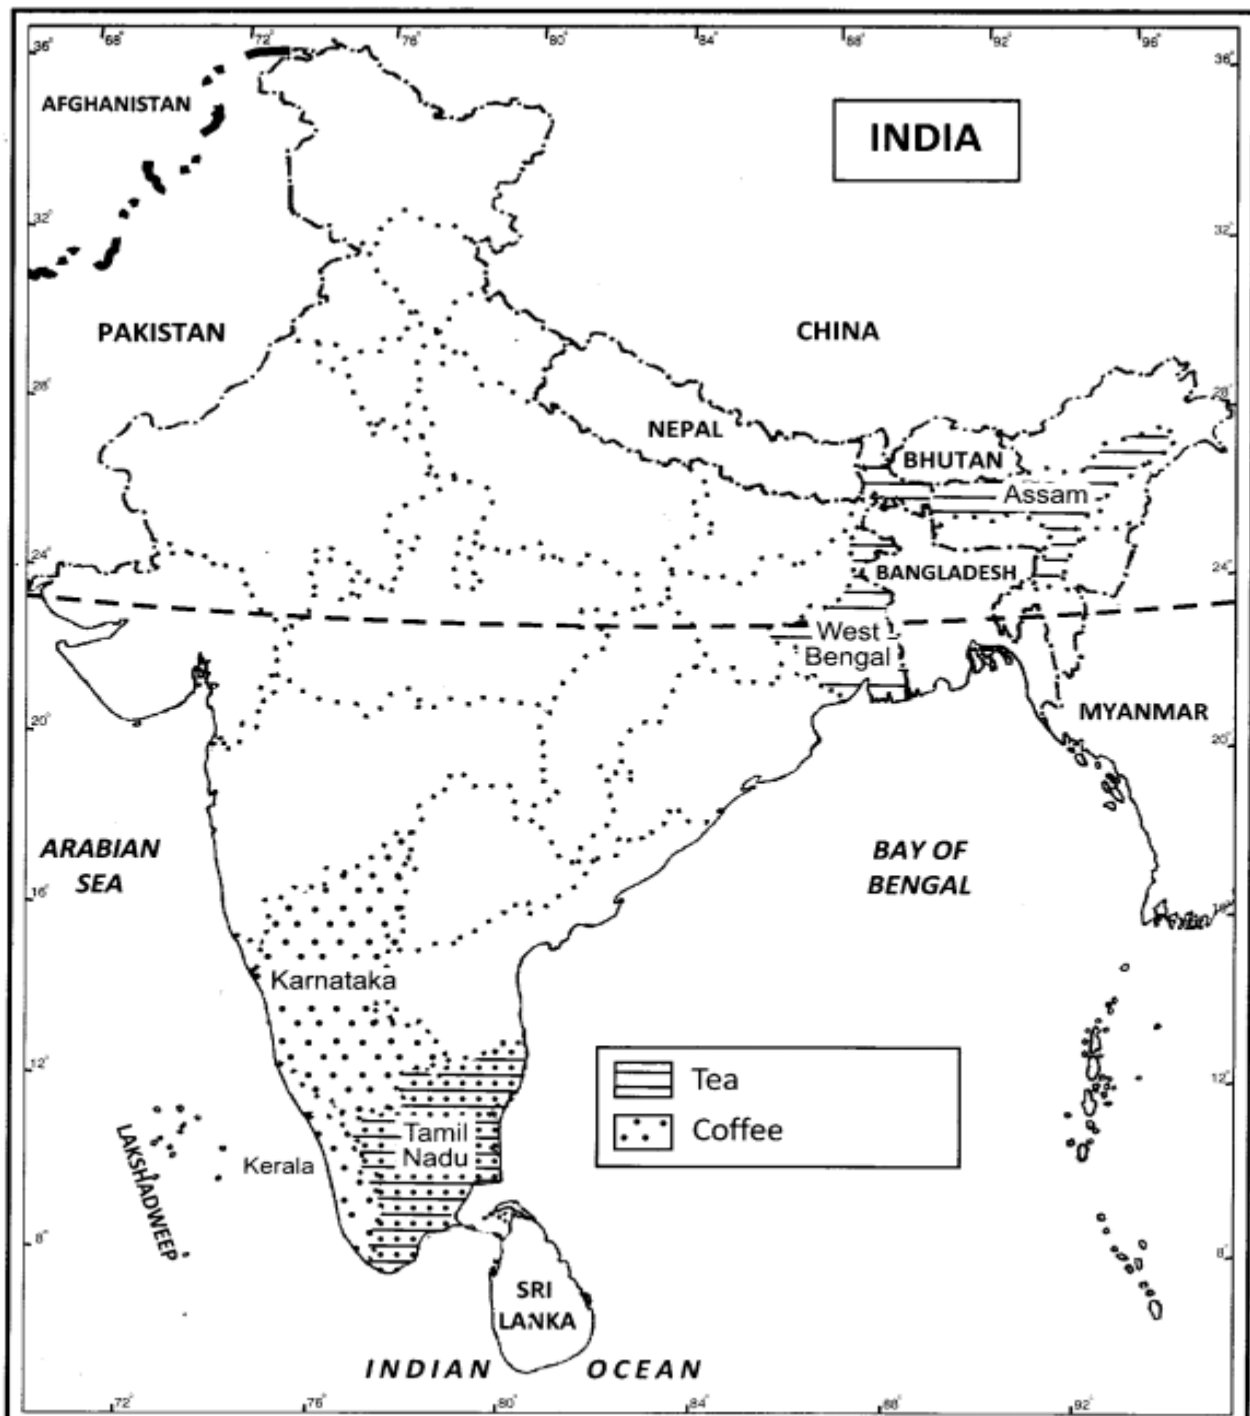 68° 72° 76° 80° 84° 88° 92° 96°
36° 36°
AFGHANISTAN
INDIA
32° 32°
PAKISTAN
CHINA
28° 28°
NEPAL
BHUTAN
Assam
24° 24°
BANGLADESH
West
Bengal
MYANMAR
20° 20°
ARABIAN
SEA
BAY OF
BENGAL
16°
Karnataka
12° 12°
Tea
Coffee
Tamil
Nadu
Kerala
LAKSHADWEEP
8° 8°
SRI
LANKA
INDIAN OCEAN
72° 76° 80° 84° 88° 92°